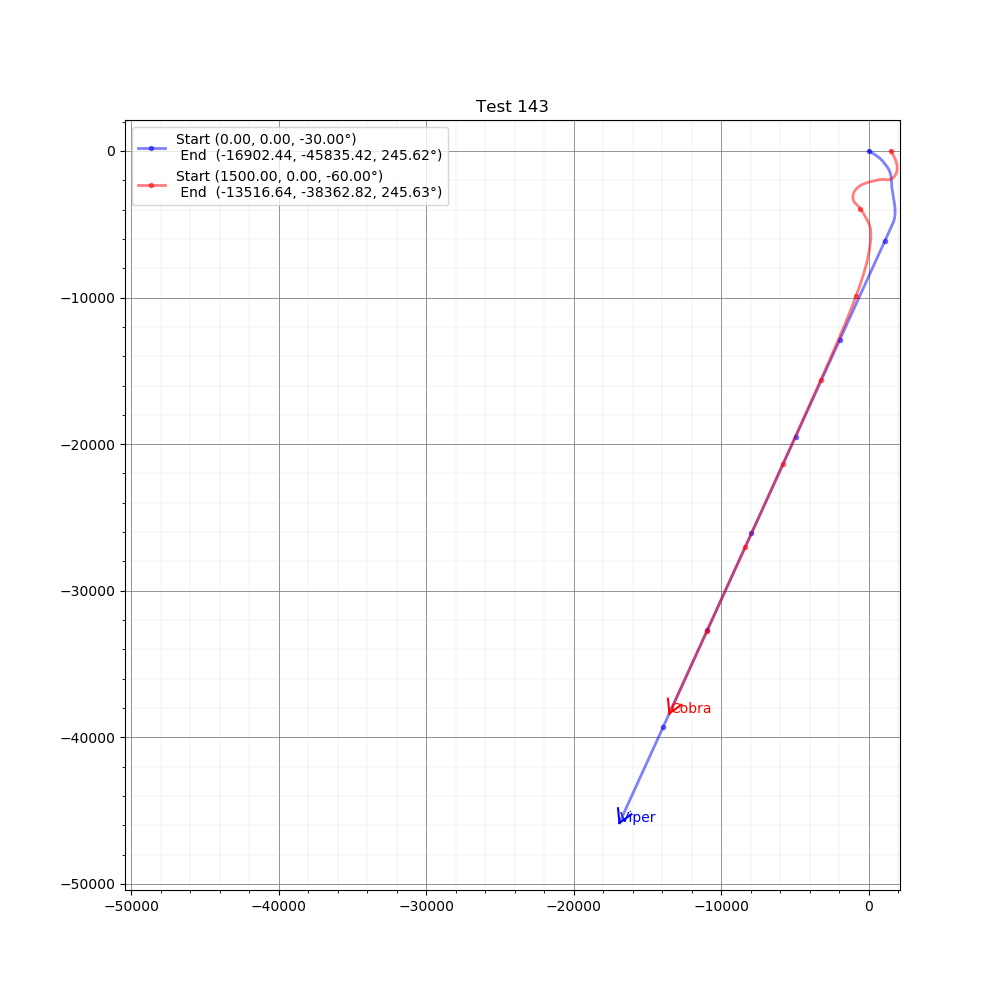 Test 143
Start (0.00, 0.00, -30.00°)
End (-16902.44, -45835.42, 245.62°)
Start (1500.00, 0.00, -60.00°)
End (-13516.64, -38362.82, 245.63°)
0
−10000
−20000
−30000
−40000
−50000
Cobra
Viper
−50000
−40000
−30000
−20000
−10000
0